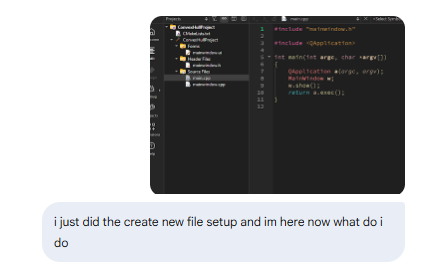 Projects
main.cpp
<Select Symbol
ConvexHullProject
CMakeLists.txt
ConvexHullProject
Forms
mainwindow.ui
Header Files
mainwindow.h
Source Files
main.cpp
mainwindow.cpp
1 #include "mainwindow.h"
2
3 #include <QApplication>
4
5 int main(int argc, char *argv[])
6 {
7 QApplication a(argc, argv);
8 MainWindow w;
9 w.show();
10 return a.exec();
11 }
12
13
i just did the create new file setup and im here now what do i
do